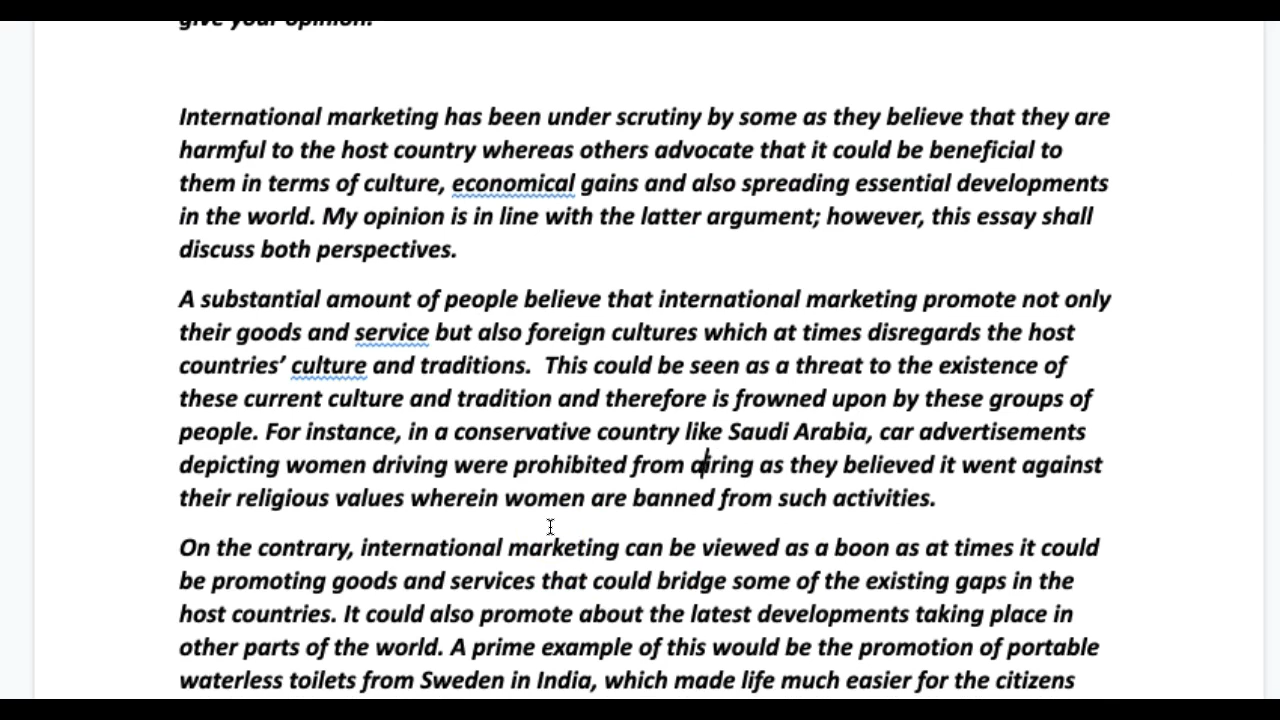 give your opinion.
International marketing has been under scrutiny by some as they believe that they are
harmful to the host country whereas others advocate that it could be beneficial to
them in terms of culture, economical gains and also spreading essential developments
in the world. My opinion is in line with the latter argument; however, this essay shall
discuss both perspectives.
A substantial amount of people believe that international marketing promote not only
their goods and service but also foreign cultures which at times disregards the host
countries’ culture and traditions.  This could be seen as a threat to the existence of
these current culture and tradition and therefore is frowned upon by these groups of
people. For instance, in a conservative country like Saudi Arabia, car advertisements
depicting women driving were prohibited from airing as they believed it went against
their religious values wherein women are banned from such activities.
On the contrary, international marketing can be viewed as a boon as at times it could
be promoting goods and services that could bridge some of the existing gaps in the
host countries. It could also promote about the latest developments taking place in
other parts of the world. A prime example of this would be the promotion of portable
waterless toilets from Sweden in India, which made life much easier for the citizens